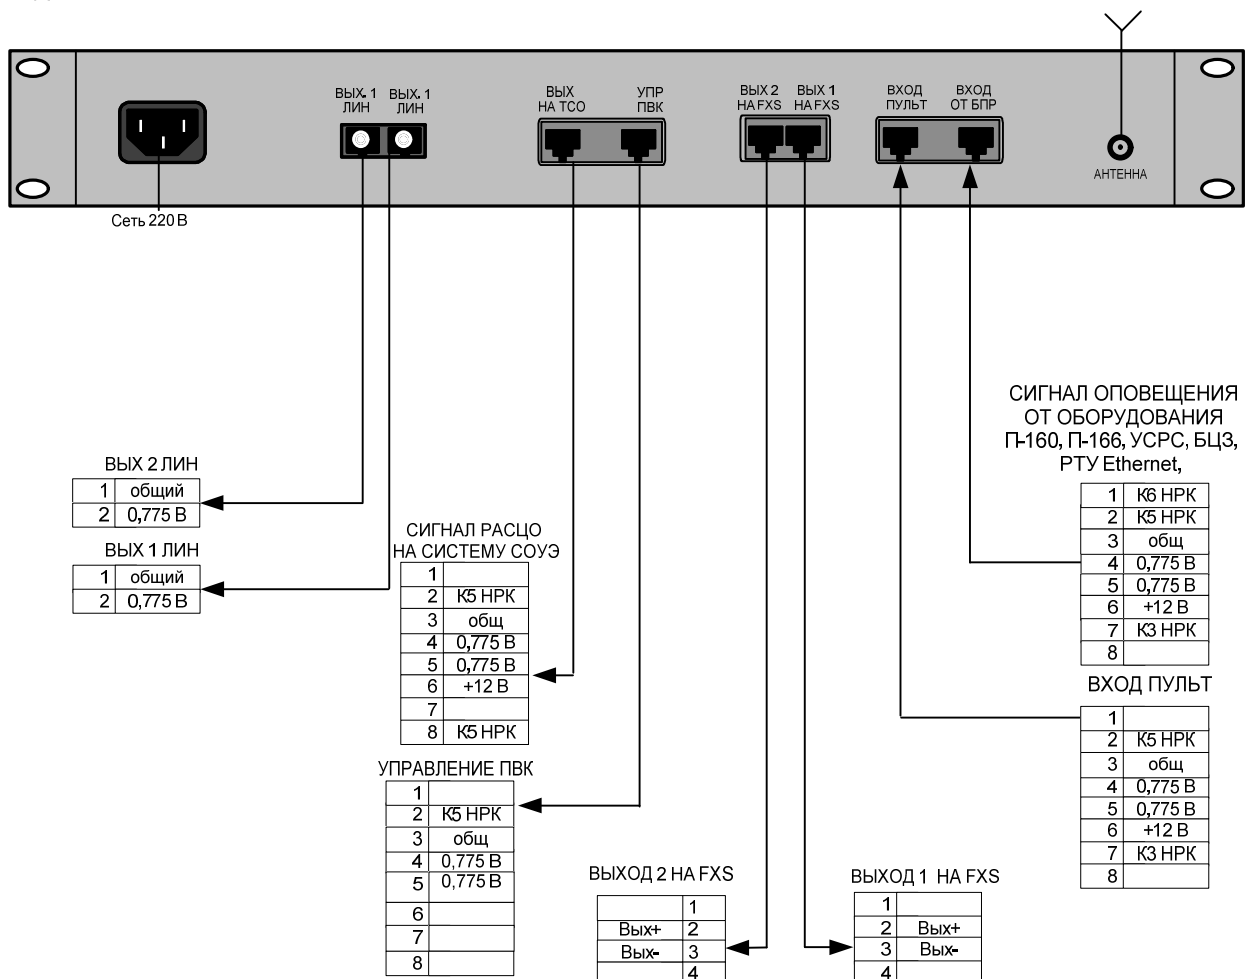 ВЫХ. 1
ЛИН
ВЫХ. 1
ЛИН
ВЫХ
НА ТСО
УПР
ПВК
ВЫХ 2
НА FXS
ВЫХ 1
НА FXS
ВХОД
ПУЛЬТ
ВХОД
ОТ БПР
АНТЕННА
Сеть 220 В
ВЫХ 2 ЛИН
1 общий
2 0,775 В
ВЫХ 1 ЛИН
1 общий
2 0,775 В
СИГНАЛ РАСЦО
НА СИСТЕМУ СОУЭ
1
2 К5 НРК
3 общ
4 0,775 В
5 0,775 В
6 +12 В
7
8 К5 НРК
УПРАВЛЕНИЕ ПВК
1
2 К5 НРК
3 общ
4 0,775 В
5 0,775 В
6
7
8
ВЫХОД 2 НА FXS
1
Вых+ 2
Вых- 3
4
ВЫХОД 1 НА FXS
1
2 Вых+
3 Вых-
4
СИГНАЛ ОПОВЕЩЕНИЯ
ОТ ОБОРУДОВАНИЯ
П-160, П-166, УСРС, БЦЗ,
РТУ Ethernet,
1 К6 НРК
2 К5 НРК
3 общ
4 0,775 В
5 0,775 В
6 +12 В
7 К3 НРК
8
ВХОД ПУЛЬТ
1
2 К5 НРК
3 общ
4 0,775 В
5 0,775 В
6 +12 В
7 К3 НРК
8